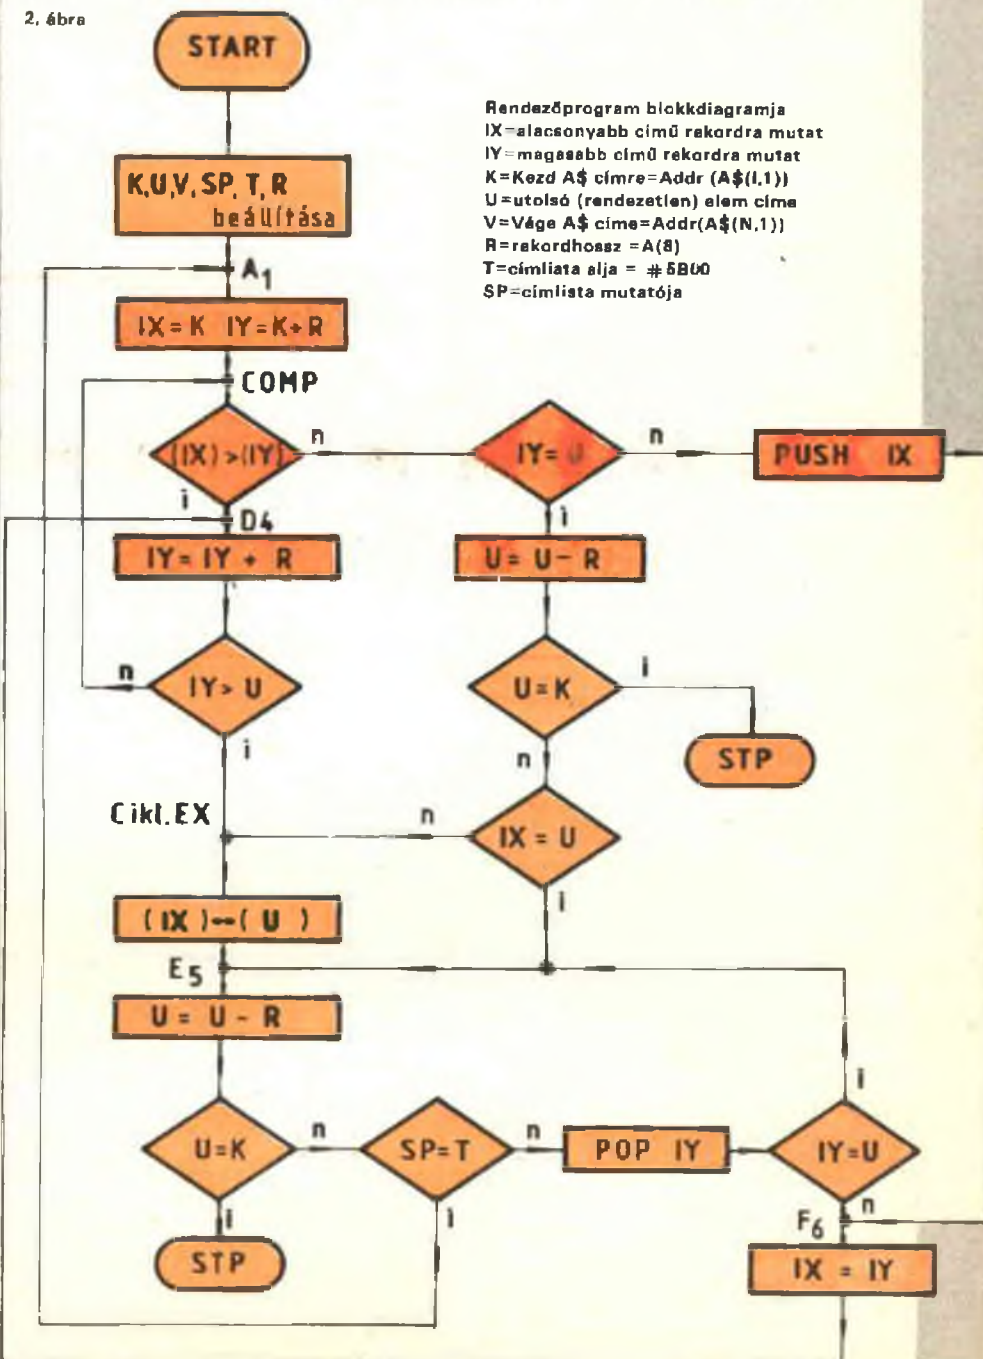 2. ábra
START
Rendezőprogram blokkdiagramja
IX=alacsonyabb című rekordra mutat
IY=magasabb című rekordra mutat
K=Kezd A$ címre=Addr (A$(I,1))
U=utolsó (rendezetlen) elem címe
V=Vége A$ címe=Addr(A$(N,1))
R=rekordhossz =A(8)
T=címlista alja = #5B00
SP=címlista mutatója
K,U,V,SP,T,R
beállítása
A1
IX=K IY=K+R
COMP
(IX)>(IY)
n
IY= U
n
PUSH IX
i
D4
i
IY= IY + R
U= U- R
n
IY> U
U=K
i
i
n
STP
Cikl.EX
n
IX = U
i
(IX)↔( U )
E5
U= U- R
i
U=K
n
SP=T
n
POP IY
IY=U
i
i
n
F6
STP
IX = IY